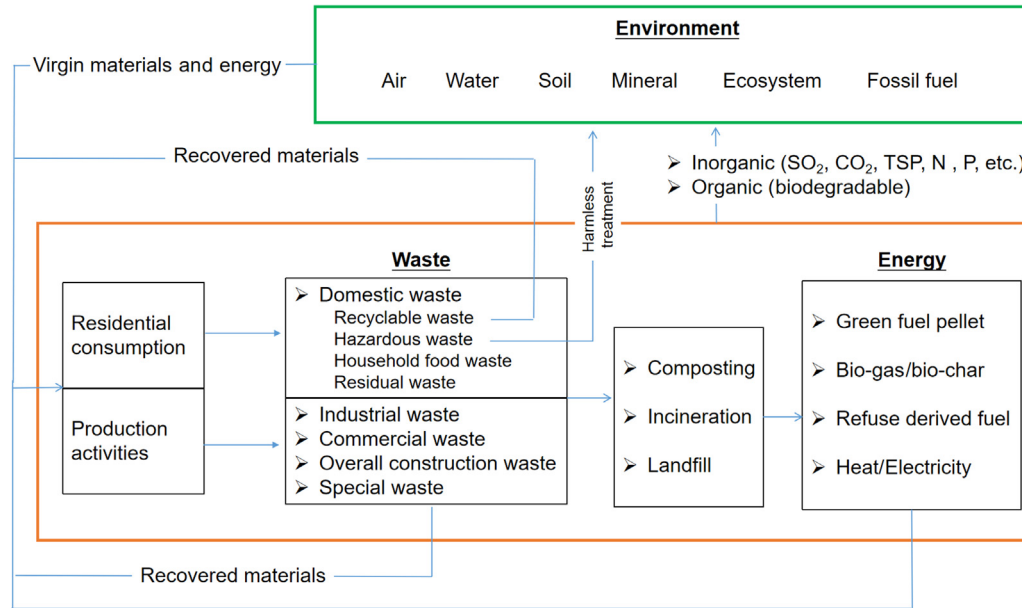 Environment
Virgin materials and energy
Air Water Soil Mineral Ecosystem Fossil fuel
Recovered materials
➢ Inorganic (SO₂, CO₂, TSP, N , P, etc.)
➢ Organic (biodegradable)
Harmless
treatment
Waste
Energy
Residential
consumption
Production
activities
➢ Domestic waste
Recyclable waste
Hazardous waste
Household food waste
Residual waste
➢ Industrial waste
➢ Commercial waste
➢ Overall construction waste
➢ Special waste
➢ Composting
➢ Incineration
➢ Landfill
➢ Green fuel pellet
➢ Bio-gas/bio-char
➢ Refuse derived fuel
➢ Heat/Electricity
Recovered materials